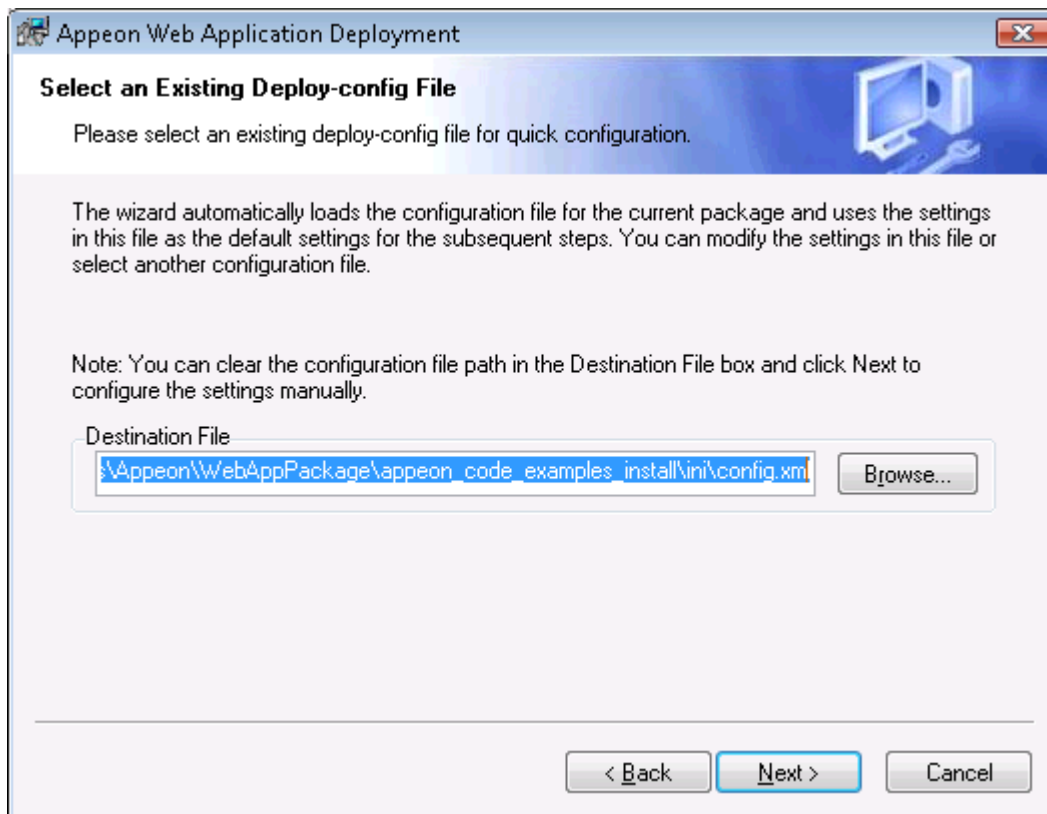 Appeon Web Application Deployment
Select an Existing Deploy-config File
Please select an existing deploy-config file for quick configuration.
The wizard automatically loads the configuration file for the current package and uses the settings
in this file as the default settings for the subsequent steps. You can modify the settings in this file or
select another configuration file.
Note: You can clear the configuration file path in the Destination File box and click Next to
configure the settings manually.
Destination File
s\Appeon\WebAppPackage\appeon_code_examples_install\ini\config.xm
Browse...
< Back
Next >
Cancel